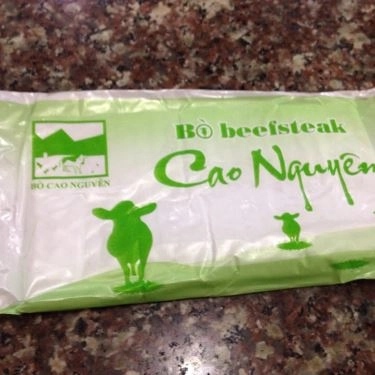 Bò beefsteak
Cao Nguyên
BÒ CAO NGUYÊN